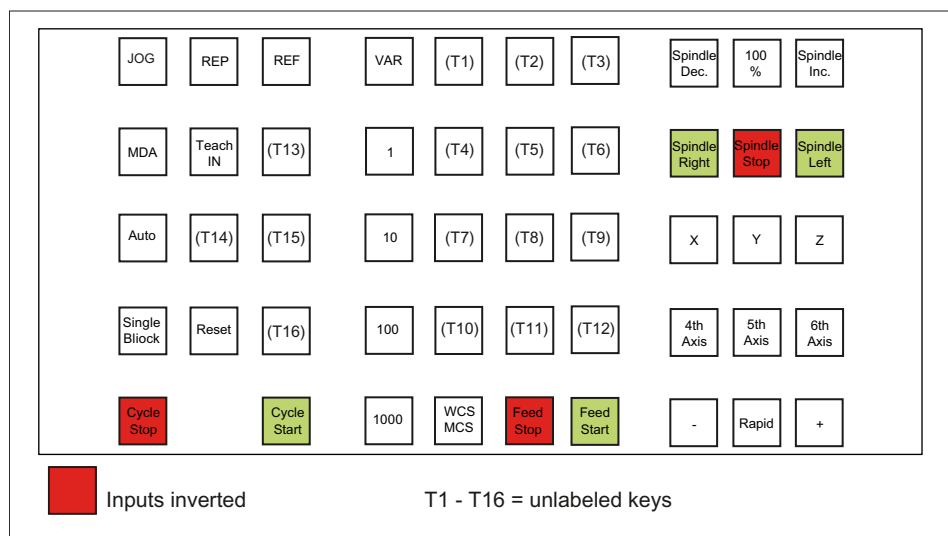 JOG REP REF VAR (T1) (T2) (T3) Spindle Dec. 100 % Spindle Inc.
MDA Teach IN (T13) 1 (T4) (T5) (T6) Spindle Right Spindle Stop Spindle Left
Auto (T14) (T15) 10 (T7) (T8) (T9) X Y Z
Single Bliock Reset (T16) 100 (T10) (T11) (T12) 4th Axis 5th Axis 6th Axis
Cycle Stop Cycle Start 1000 WCS MCS Feed Stop Feed Start - Rapid +
Inputs inverted T1 - T16 = unlabeled keys